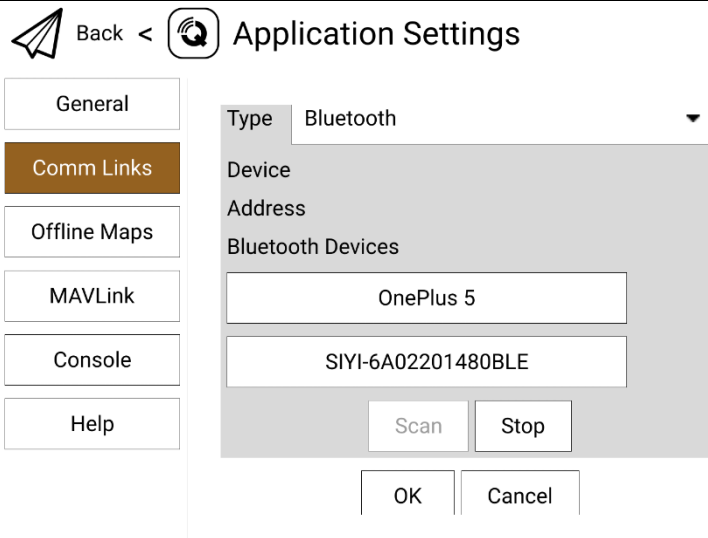 Back < Application Settings
General
Comm Links
Offline Maps
MAVLink
Console
Help
Type Bluetooth
Device
Address
Bluetooth Devices
OnePlus 5
SIYI-6A02201480BLE
Scan Stop
OK Cancel